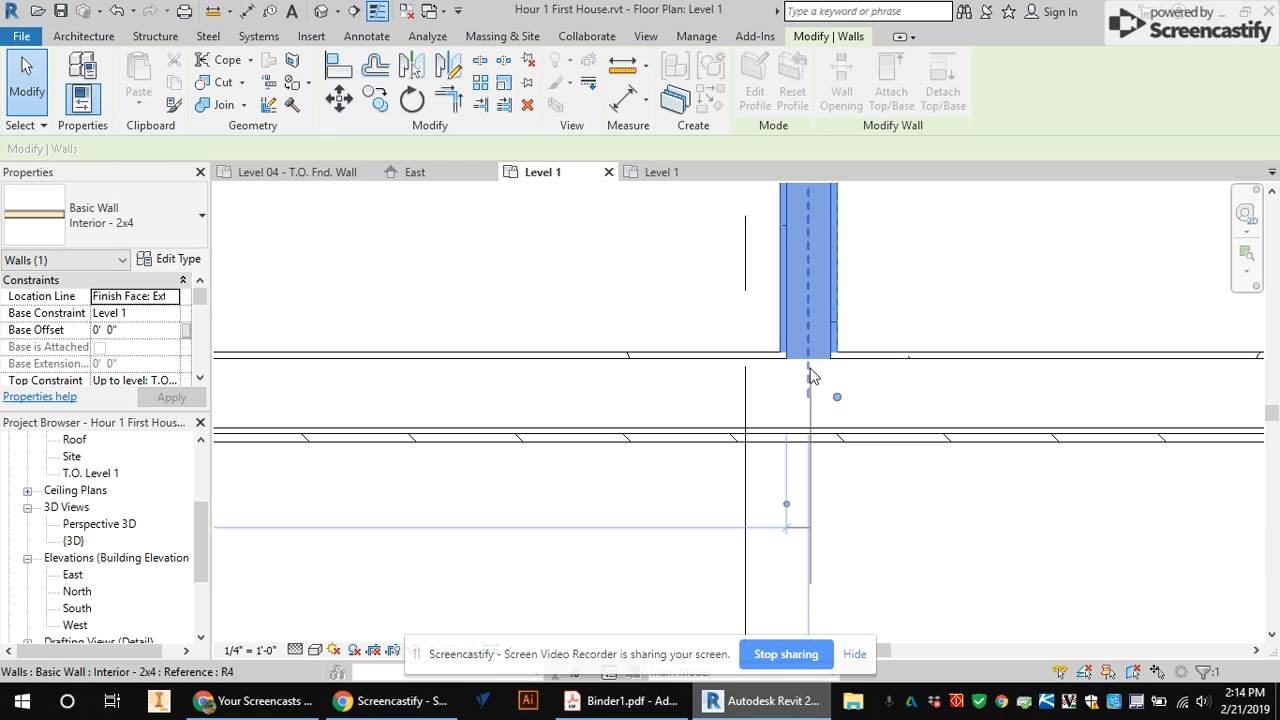 Hour 1 First House.rvt - Floor Plan: Level 1
Type a keyword or phrase
Sign In
powered by
Screencastify
File Architecture Structure Steel Systems Insert Annotate Analyze Massing & Site Collaborate View Manage Add-Ins Modify | Walls
Modify
Select
Properties
Paste
Clipboard
Cope
Cut
Join
Geometry
Modify
View
Measure
Create
Edit
Profile
Reset
Profile
Mode
Wall
Opening
Attach
Top/Base
Detach
Top/Base
Modify Wall
Modify | Walls
Properties
Level 04 - T.O. Fnd. Wall
East
Level 1
Level 1
Basic Wall
Interior - 2x4
Walls (1)
Edit Type
Constraints
Location Line Finish Face: Ext
Base Constraint Level 1
Base Offset 0' 0"
Base is Attached
Base Extension... 0' 0"
Top Constraint Up to level: T.O...
Properties help
Apply
Project Browser - Hour 1 First Hous...
Roof
Site
T.O. Level 1
Ceiling Plans
3D Views
Perspective 3D
{3D}
Elevations (Building Elevation
East
North
South
West
Drafting Views (Detail)
2D
1/4" = 1'-0"
Screencastify - Screen Video Recorder is sharing your screen.
Stop sharing
Hide
Walls : Basic Wall : Interior - 2x4 : Reference : R4
Main Model
:1
Your Screencasts ...
Screencastify - S...
Binder1.pdf - Ad...
Autodesk Revit 2...
2:14 PM
2/21/2019